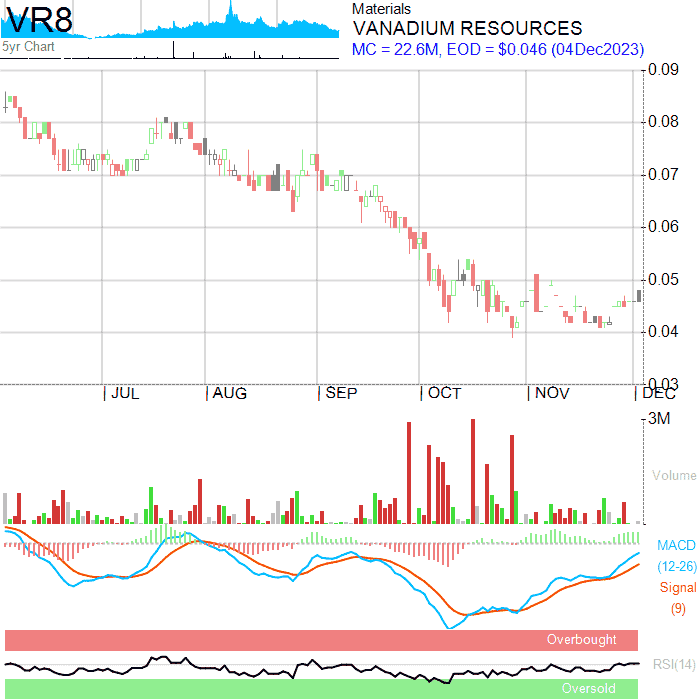 VR8
5yr Chart
Materials
VANADIUM RESOURCES
MC = 22.6M, EOD = $0.046 (04Dec2023)
0.09
0.08
0.07
0.06
0.05
0.04
0.03
JUL AUG SEP OCT NOV DEC
3M
Volume
MACD
(12-26)
Signal
(9)
Overbought
RSI(14)
Oversold